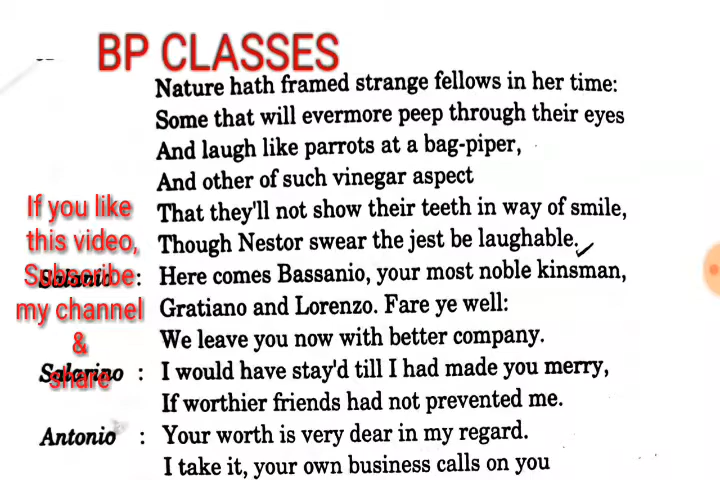 BP CLASSES
Nature hath framed strange fellows in her time:
Some that will evermore peep through their eyes
And laugh like parrots at a bag-piper,
And other of such vinegar aspect
That they'll not show their teeth in way of smile,
Though Nestor swear the jest be laughable.
Salanio : Here comes Bassanio, your most noble kinsman,
Gratiano and Lorenzo. Fare ye well:
We leave you now with better company.
Salarino : I would have stay'd till I had made you merry,
If worthier friends had not prevented me.
Antonio : Your worth is very dear in my regard.
I take it, your own business calls on you
If you like
this video,
Subscribe
my channel
&
share